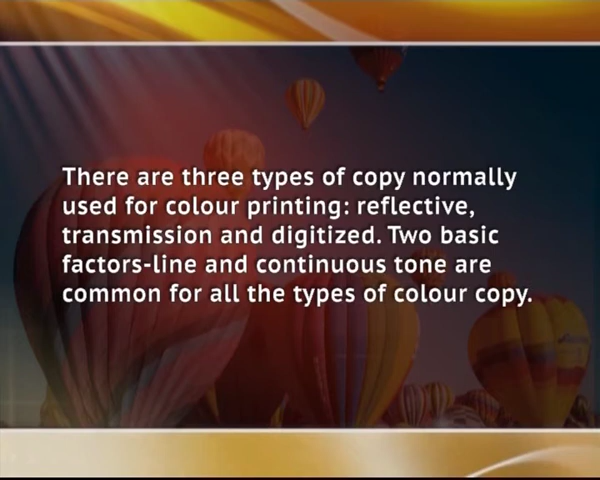 There are three types of copy normally
used for colour printing: reflective,
transmission and digitized. Two basic
factors-line and continuous tone are
common for all the types of colour copy.